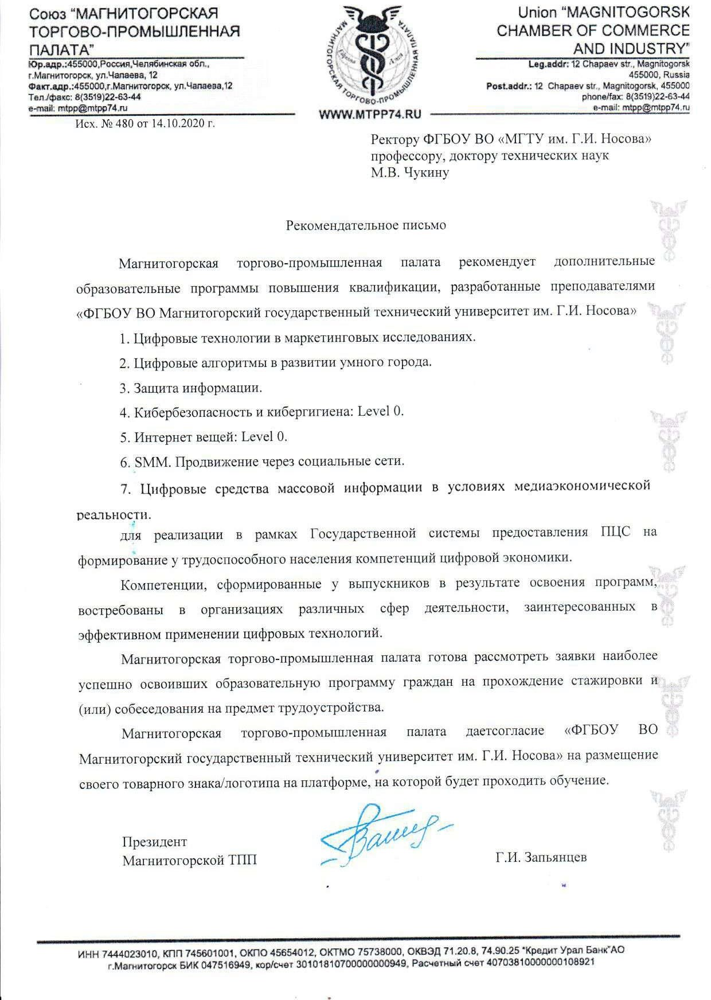 Союз “МАГНИТОГОРСКАЯ
ТОРГОВО-ПРОМЫШЛЕННАЯ
ПАЛАТА”
Юр.адр.:455000,Россия,Челябинская обл.,
г.Магнитогорск, ул.Чапаева, 12
Факт.адр.:455000,г.Магнитогорск, ул.Чапаева,12
Тел./факс: 8(3519)22-63-44
e-mail: mtpp@mtpp74.ru
МАГНИТОГОРСКАЯ ТОРГОВО-ПРОМЫШЛЕННАЯ ПАЛАТА
Европа Азия
WWW.MTPP74.RU
Union “MAGNITOGORSK
CHAMBER OF COMMERCE
AND INDUSTRY”
Leg.addr: 12 Chapaev str., Magnitogorsk
455000, Russia
Post.addr.: 12 Chapaev str., Magnitogorsk, 455000
phone/fax: 8(3519)22-63-44
e-mail: mtpp@mtpp74.ru
Исх. № 480 от 14.10.2020 г.
Ректору ФГБОУ ВО «МГТУ им. Г.И. Носова»
профессору, доктору технических наук
М.В. Чукину
Рекомендательное письмо
Магнитогорская торгово-промышленная палата рекомендует дополнительные
образовательные программы повышения квалификации, разработанные преподавателями
«ФГБОУ ВО Магнитогорский государственный технический университет им. Г.И. Носова»
1. Цифровые технологии в маркетинговых исследованиях.
2. Цифровые алгоритмы в развитии умного города.
3. Защита информации.
4. Кибербезопасность и кибергигиена: Level 0.
5. Интернет вещей: Level 0.
6. SMM. Продвижение через социальные сети.
7. Цифровые средства массовой информации в условиях медиаэкономической
реальности.
для реализации в рамках Государственной системы предоставления ПЦС на
формирование у трудоспособного населения компетенций цифровой экономики.
Компетенции, сформированные у выпускников в результате освоения программ,
востребованы в организациях различных сфер деятельности, заинтересованных в
эффективном применении цифровых технологий.
Магнитогорская торгово-промышленная палата готова рассмотреть заявки наиболее
успешно освоивших образовательную программу граждан на прохождение стажировки и
(или) собеседования на предмет трудоустройства.
Магнитогорская торгово-промышленная палата даетсогласие «ФГБОУ ВО
Магнитогорский государственный технический университет им. Г.И. Носова» на размещение
своего товарного знака/логотипа на платформе, на которой будет проходить обучение.
Президент
Магнитогорской ТПП
Г.И. Запьянцев
ИНН 7444023010, КПП 745601001, ОКПО 45654012, ОКТМО 75738000, ОКВЭД 71.20.8, 74.90.25 “Кредит Урал Банк”АО
г.Магнитогорск БИК 047516949, кор/счет 30101810700000000949, Расчетный счет 40703810000000108921